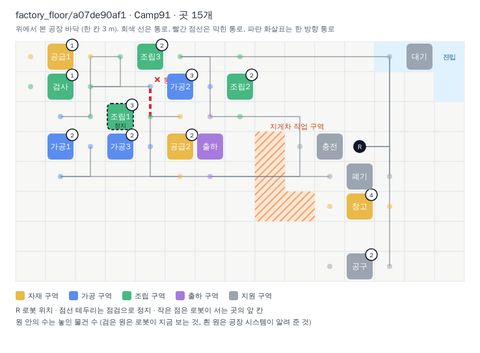 factory_floor/a07de90af1 · Camp91 · 곳 15개
위에서 본 공장 바닥 (한 칸 3 m). 회색 선은 통로, 빨간 점선은 막힌 통로, 파란 화살표는 한 방향 통로
공급1 1
조립3 2
대기
진입
검사 1
가공2 3
조립2 2
조립1 3
지게차 작업 구역
가공1 2
가공3 2
공급2 2
출하
충전
R
폐기
창고 4
공구 2
자재 구역
가공 구역
조립 구역
출하 구역
지원 구역
R 로봇 위치 · 점선 테두리는 점검으로 정지 · 작은 점은 로봇이 서는 곳의 앞 칸
원 안의 수는 놓인 물건 수 (검은 원은 로봇이 지금 보는 것, 흰 원은 공장 시스템이 알려 준 것)